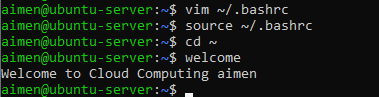 aimen@ubuntu-server:~$ vim ~/.bashrc
aimen@ubuntu-server:~$ source ~/.bashrc
aimen@ubuntu-server:~$ cd ~
aimen@ubuntu-server:~$ welcome
Welcome to Cloud Computing aimen
aimen@ubuntu-server:~$